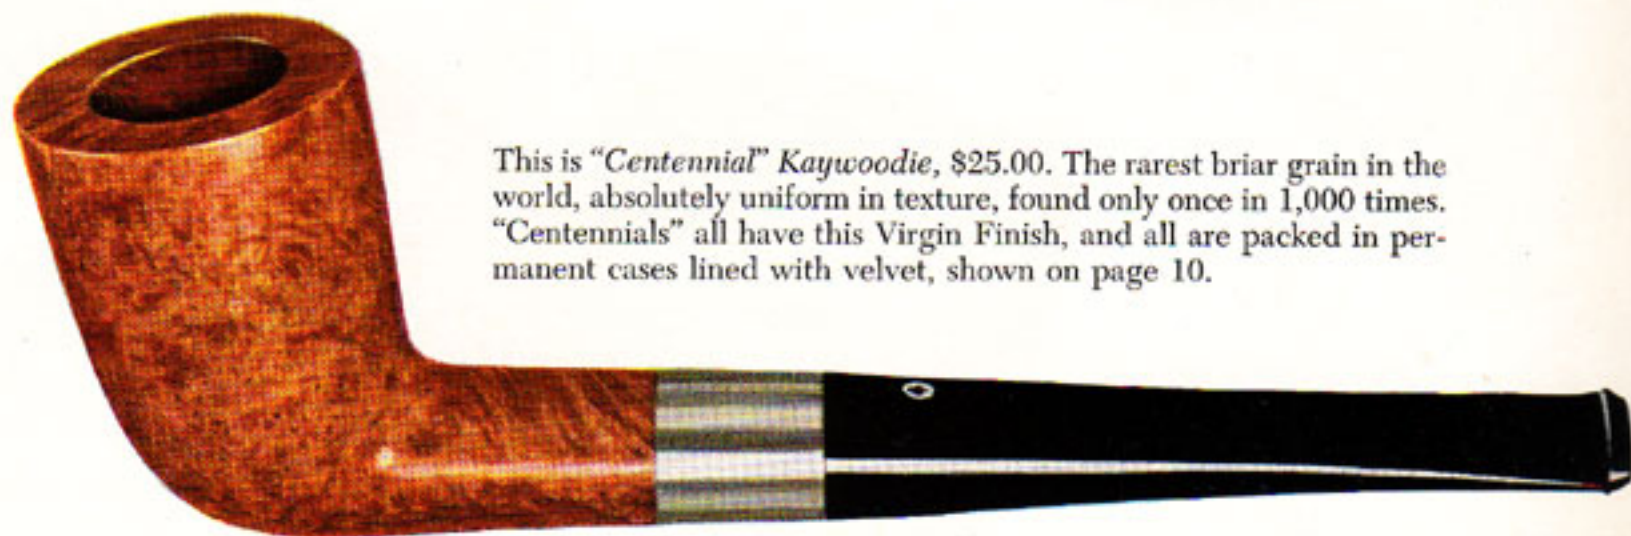 This is “Centennial” Kaywoodie, $25.00. The rarest briar grain in the
world, absolutely uniform in texture, found only once in 1,000 times.
“Centennials” all have this Virgin Finish, and all are packed in per-
manent cases lined with velvet, shown on page 10.